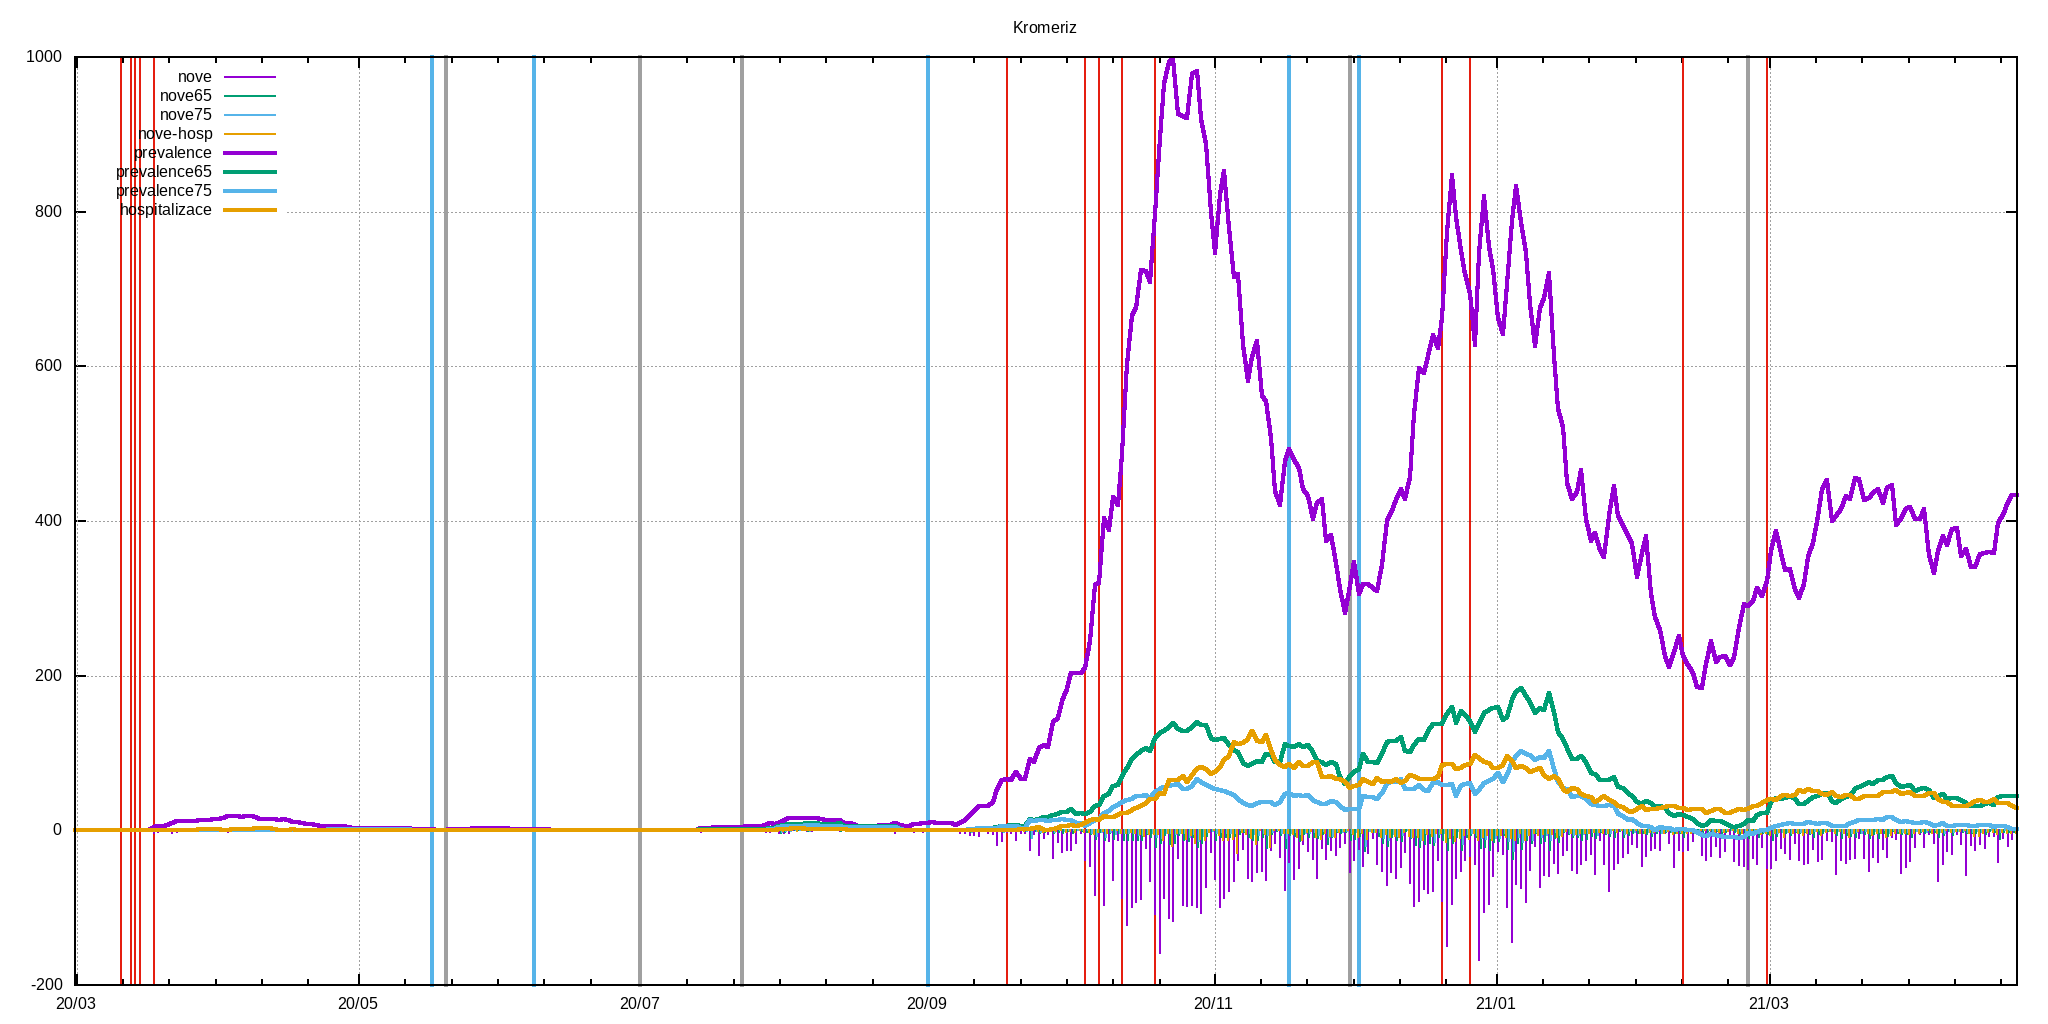 Kromeriz
1000
800
600
400
200
0
-200
nove
nove65
nove75
nove-hosp
prevalence
prevalence65
prevalence75
hospitalizace
20/03
20/05
20/07
20/09
20/11
21/01
21/03